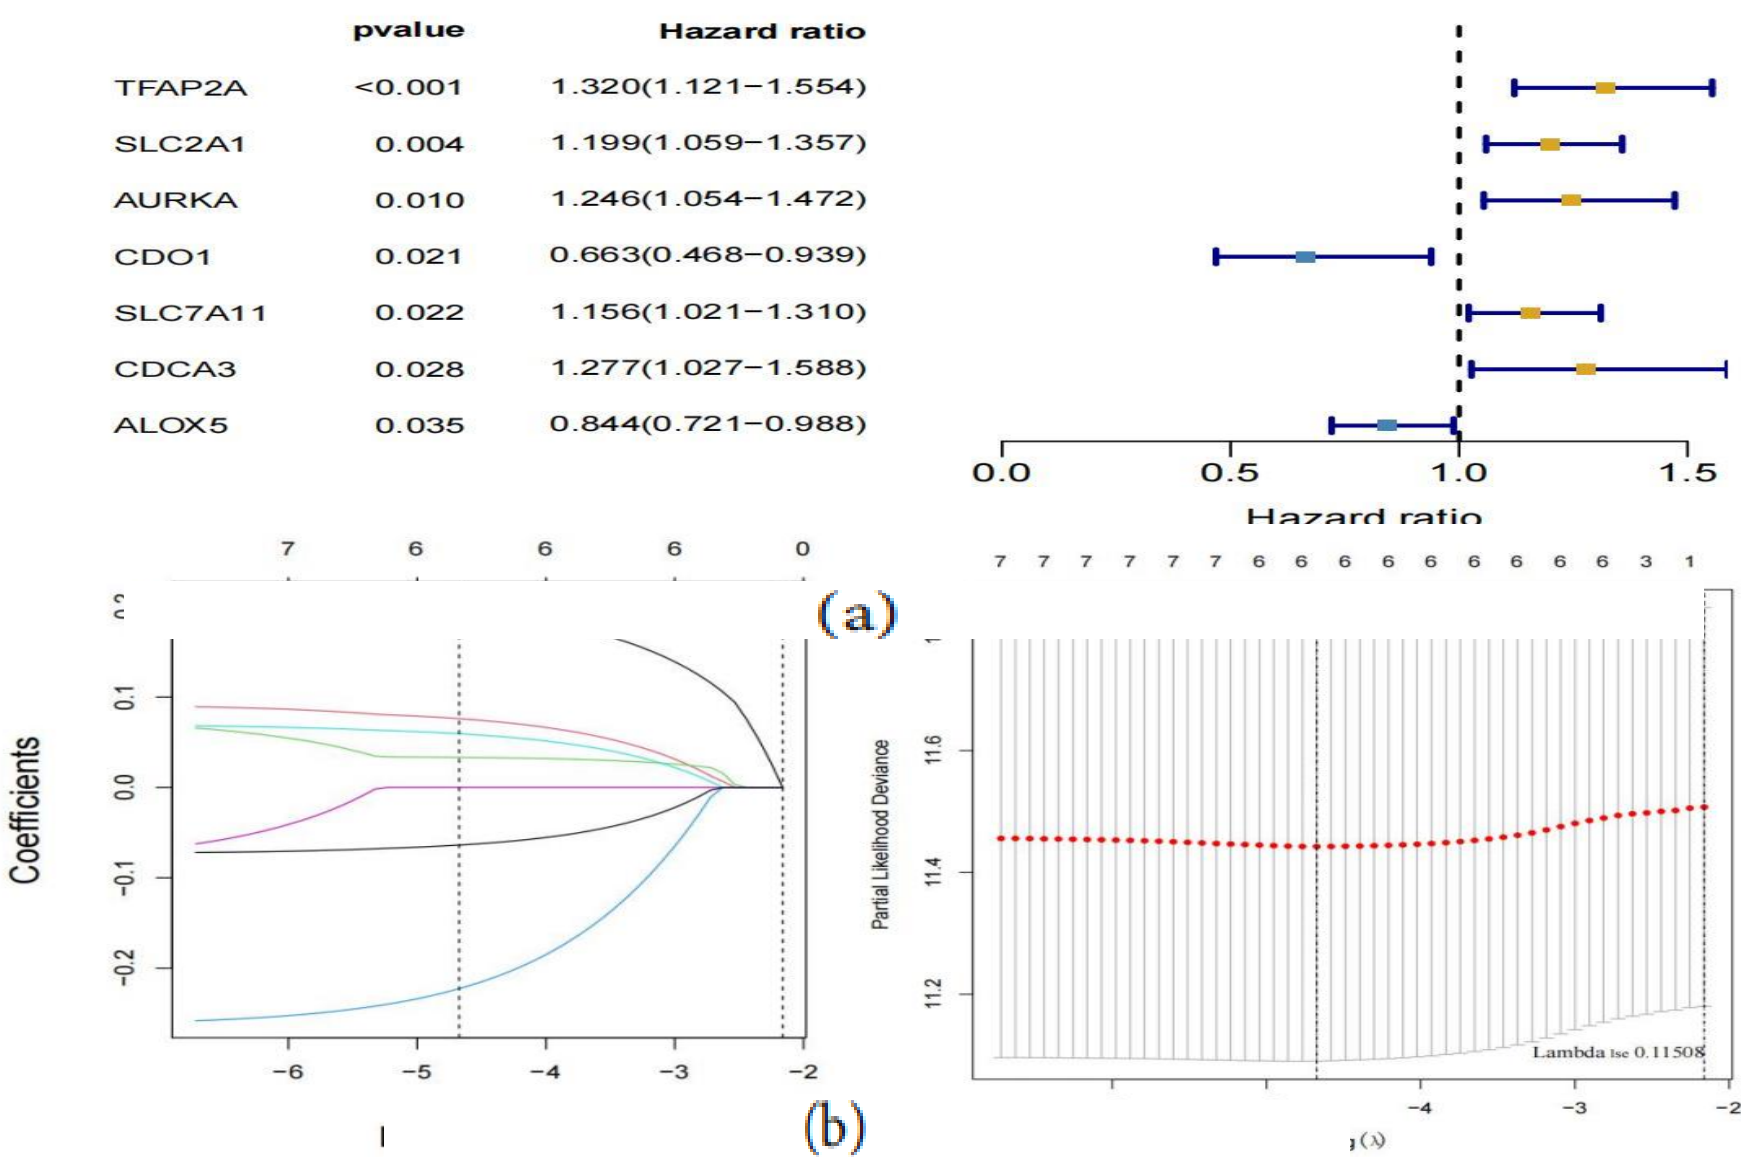 pvalue Hazard ratio
TFAP2A <0.001 1.320(1.121−1.554)
SLC2A1 0.004 1.199(1.059−1.357)
AURKA 0.010 1.246(1.054−1.472)
CDO1 0.021 0.663(0.468−0.939)
SLC7A11 0.022 1.156(1.021−1.310)
CDCA3 0.028 1.277(1.027−1.588)
ALOX5 0.035 0.844(0.721−0.988)
0.0 0.5 1.0 1.5
Hazard ratio
(a)
7 6 6 6 0
0.1
0.0
−0.1
−0.2
Coefficients
−6 −5 −4 −3 −2
7 7 7 7 7 7 6 6 6 6 6 6 6 6 6 3 1
11.6
11.4
11.2
Partial Likelihood Deviance
Lambda lse 0.11508
−4 −3 −2
g (λ)
(b)